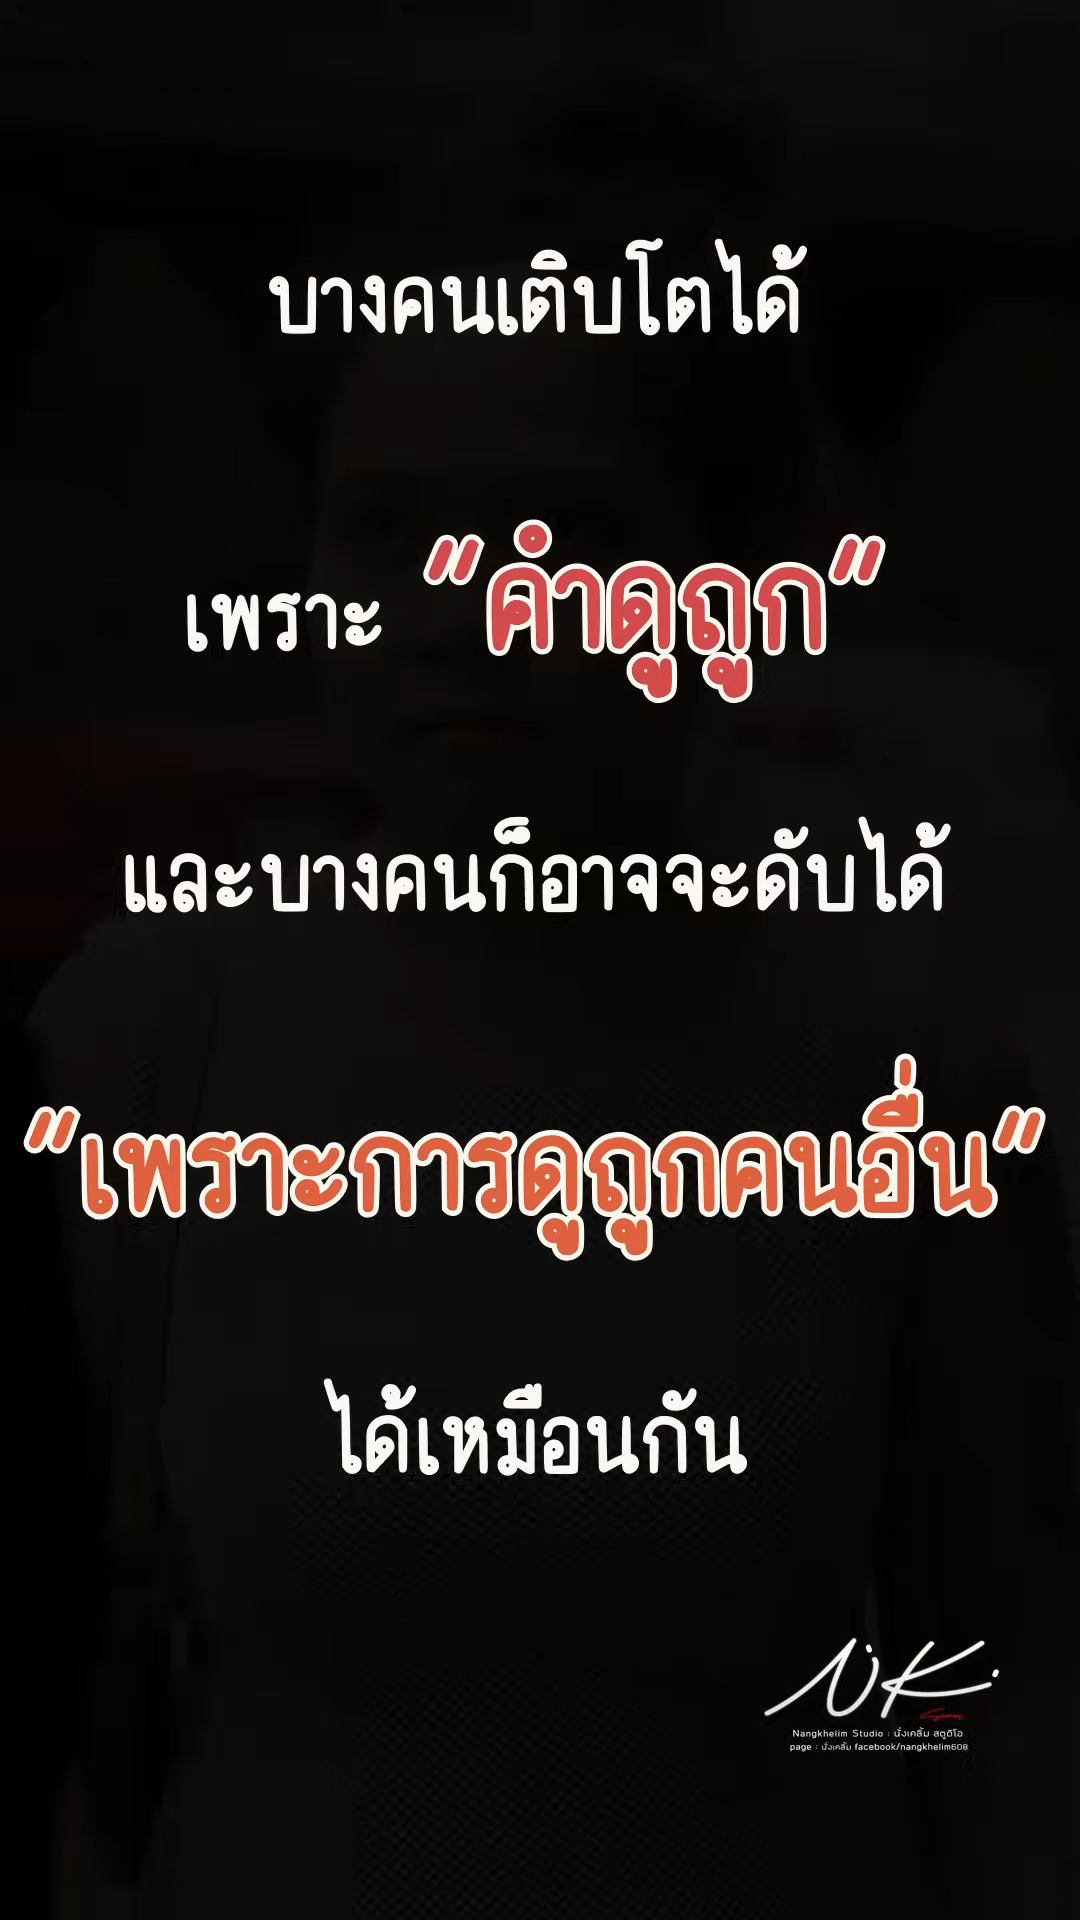 บางคนเติบโตได้
เพราะ "คำดูถูก"
และบางคนก็อาจจะดับได้
"เพราะการดูถูกคนอื่น"
ได้เหมือนกัน
NK
Nangkhelim Studio : นั่งเคลิ้ม สตูดิโอ
page : นั่งเคลิ้ม facebook/nangkhelim608